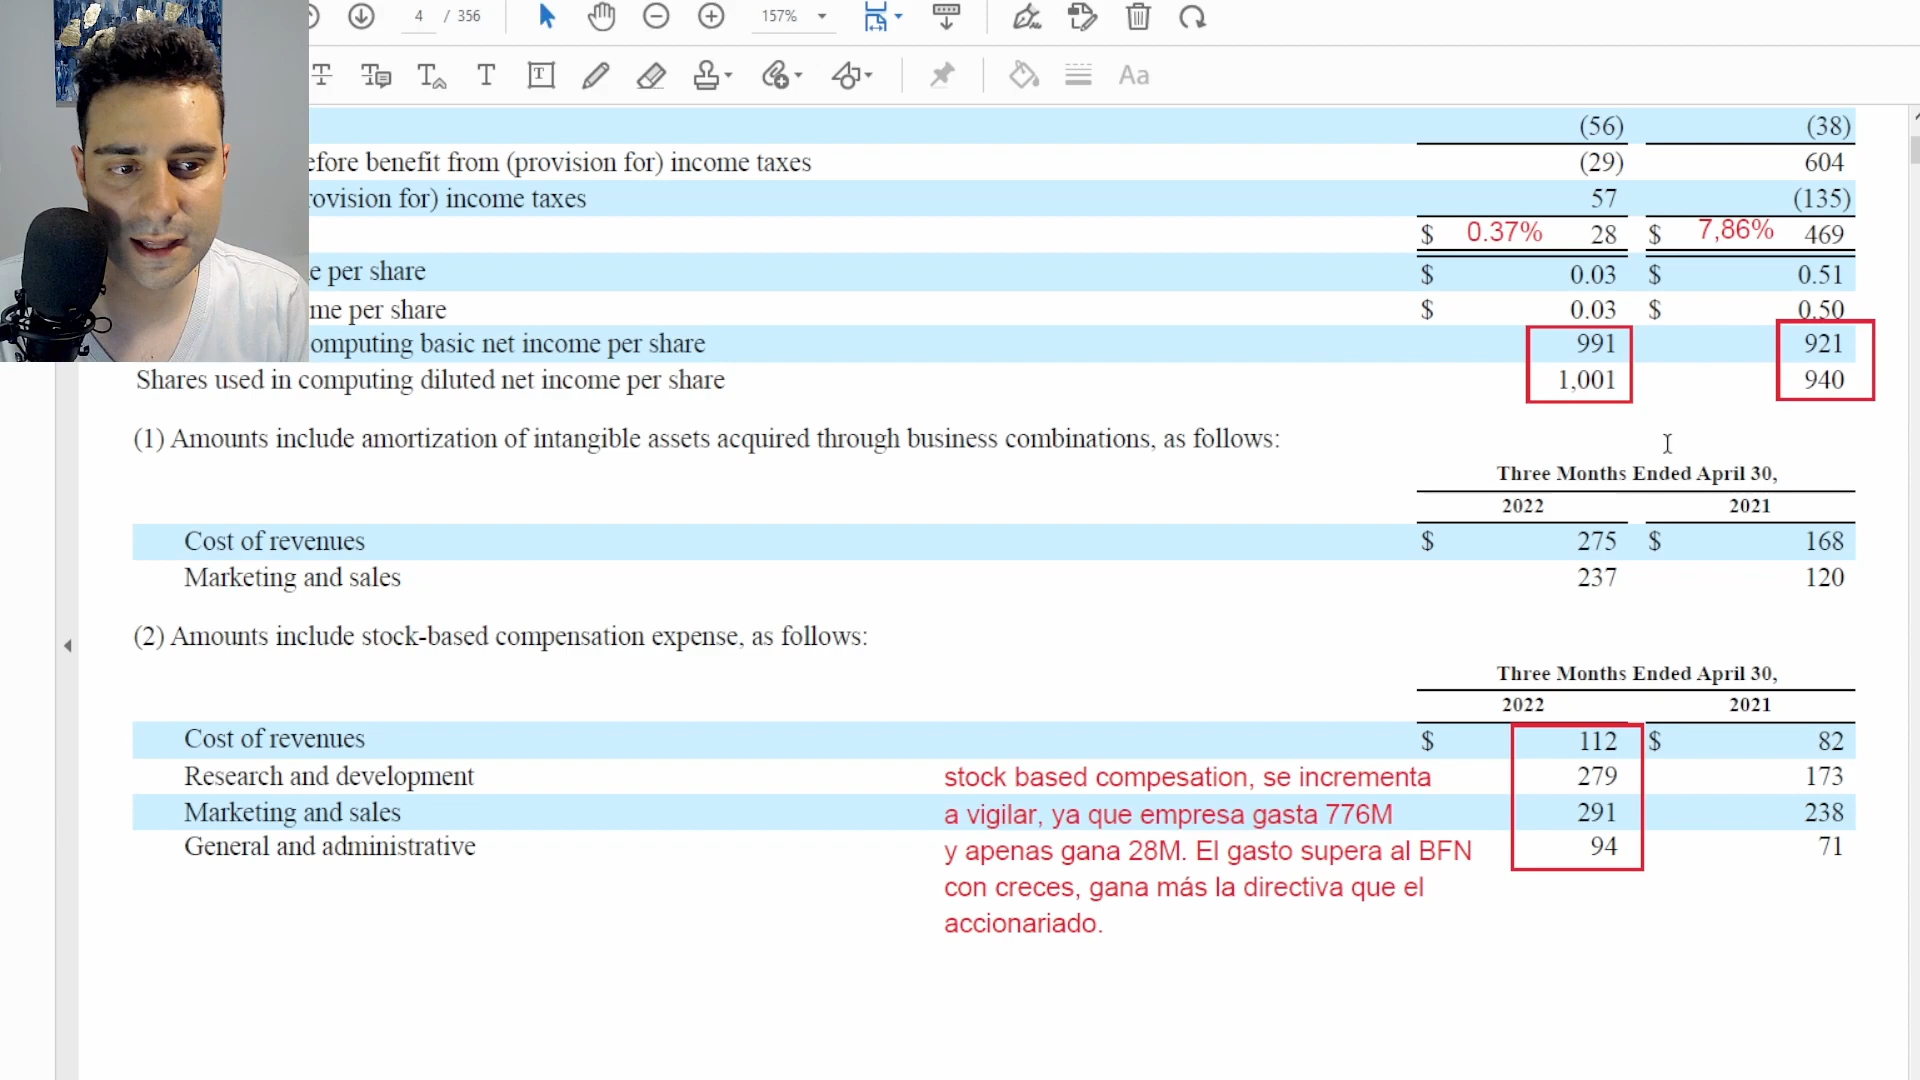 4 / 356 157%
Aa
(56) (38)
before benefit from (provision for) income taxes (29) 604
provision for) income taxes 57 (135)
$ 0.37% 28 $ 7,86% 469
e per share $ 0.03 $ 0.51
me per share $ 0.03 $ 0.50
omputing basic net income per share 991 921
Shares used in computing diluted net income per share 1,001 940
(1) Amounts include amortization of intangible assets acquired through business combinations, as follows:
Three Months Ended April 30,
2022 2021
Cost of revenues $ 275 $ 168
Marketing and sales 237 120
(2) Amounts include stock-based compensation expense, as follows:
Three Months Ended April 30,
2022 2021
Cost of revenues $ 112 $ 82
Research and development stock based compesation, se incrementa 279 173
Marketing and sales a vigilar, ya que empresa gasta 776M 291 238
General and administrative y apenas gana 28M. El gasto supera al BFN 94 71
con creces, gana más la directiva que el
accionariado.